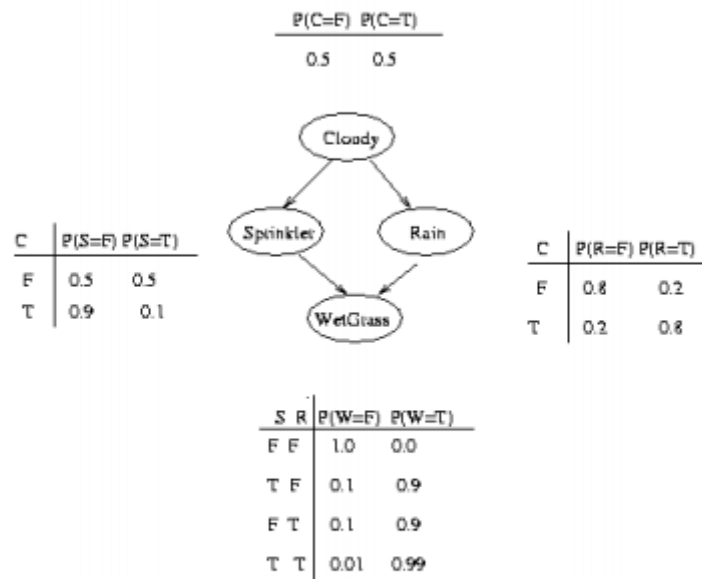 P(C=F) P(C=T)
0.5 0.5
Cloudy
Sprinkler
Rain
WetGrass
C P(S=F) P(S=T)
F 0.5 0.5
T 0.9 0.1
C P(R=F) P(R=T)
F 0.8 0.2
T 0.2 0.8
S R P(W=F) P(W=T)
F F 1.0 0.0
T F 0.1 0.9
F T 0.1 0.9
T T 0.01 0.99